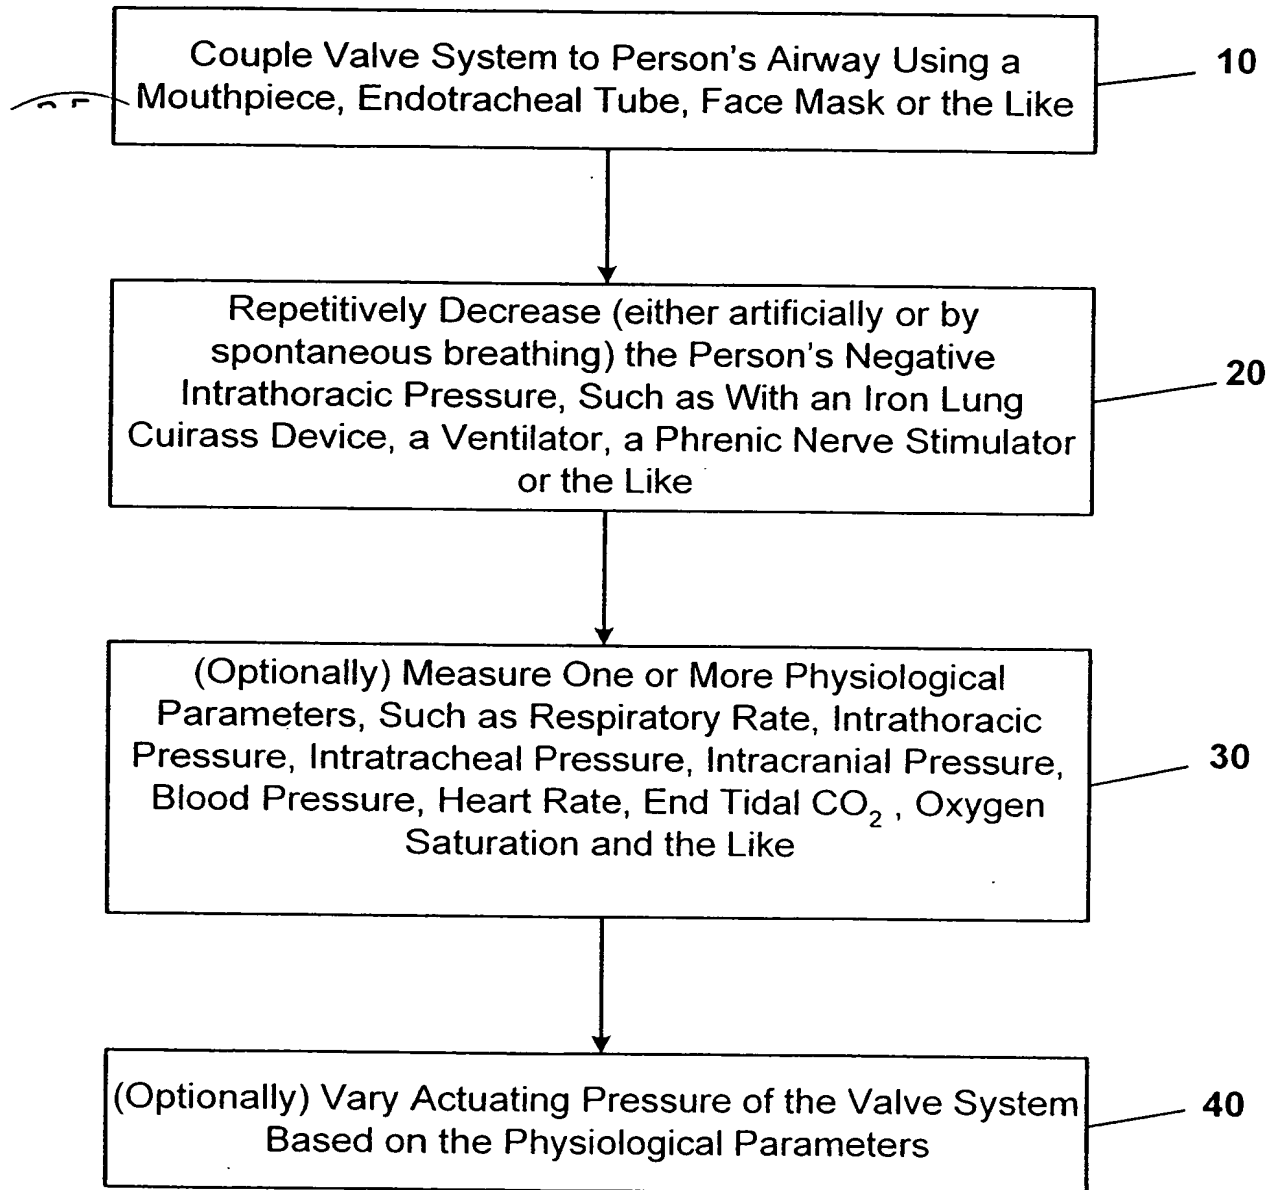 Couple Valve System to Person's Airway Using a
Mouthpiece, Endotracheal Tube, Face Mask or the Like
10
Repetitively Decrease (either artificially or by
spontaneous breathing) the Person's Negative
Intrathoracic Pressure, Such as With an Iron Lung
Cuirass Device, a Ventilator, a Phrenic Nerve Stimulator
or the Like
20
(Optionally) Measure One or More Physiological
Parameters, Such as Respiratory Rate, Intrathoracic
Pressure, Intratracheal Pressure, Intracranial Pressure,
Blood Pressure, Heart Rate, End Tidal CO₂ , Oxygen
Saturation and the Like
30
(Optionally) Vary Actuating Pressure of the Valve System
Based on the Physiological Parameters
40